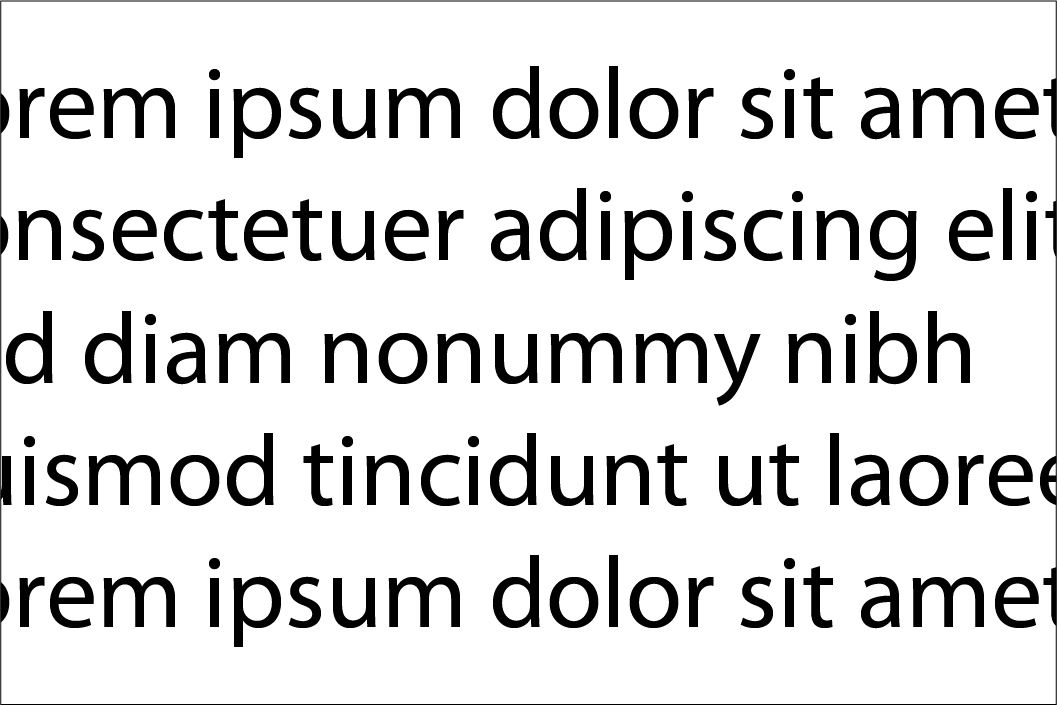 orem ipsum dolor sit amet
onsectetuer adipiscing elit
d diam nonummy nibh
uismod tincidunt ut laoree
orem ipsum dolor sit amet